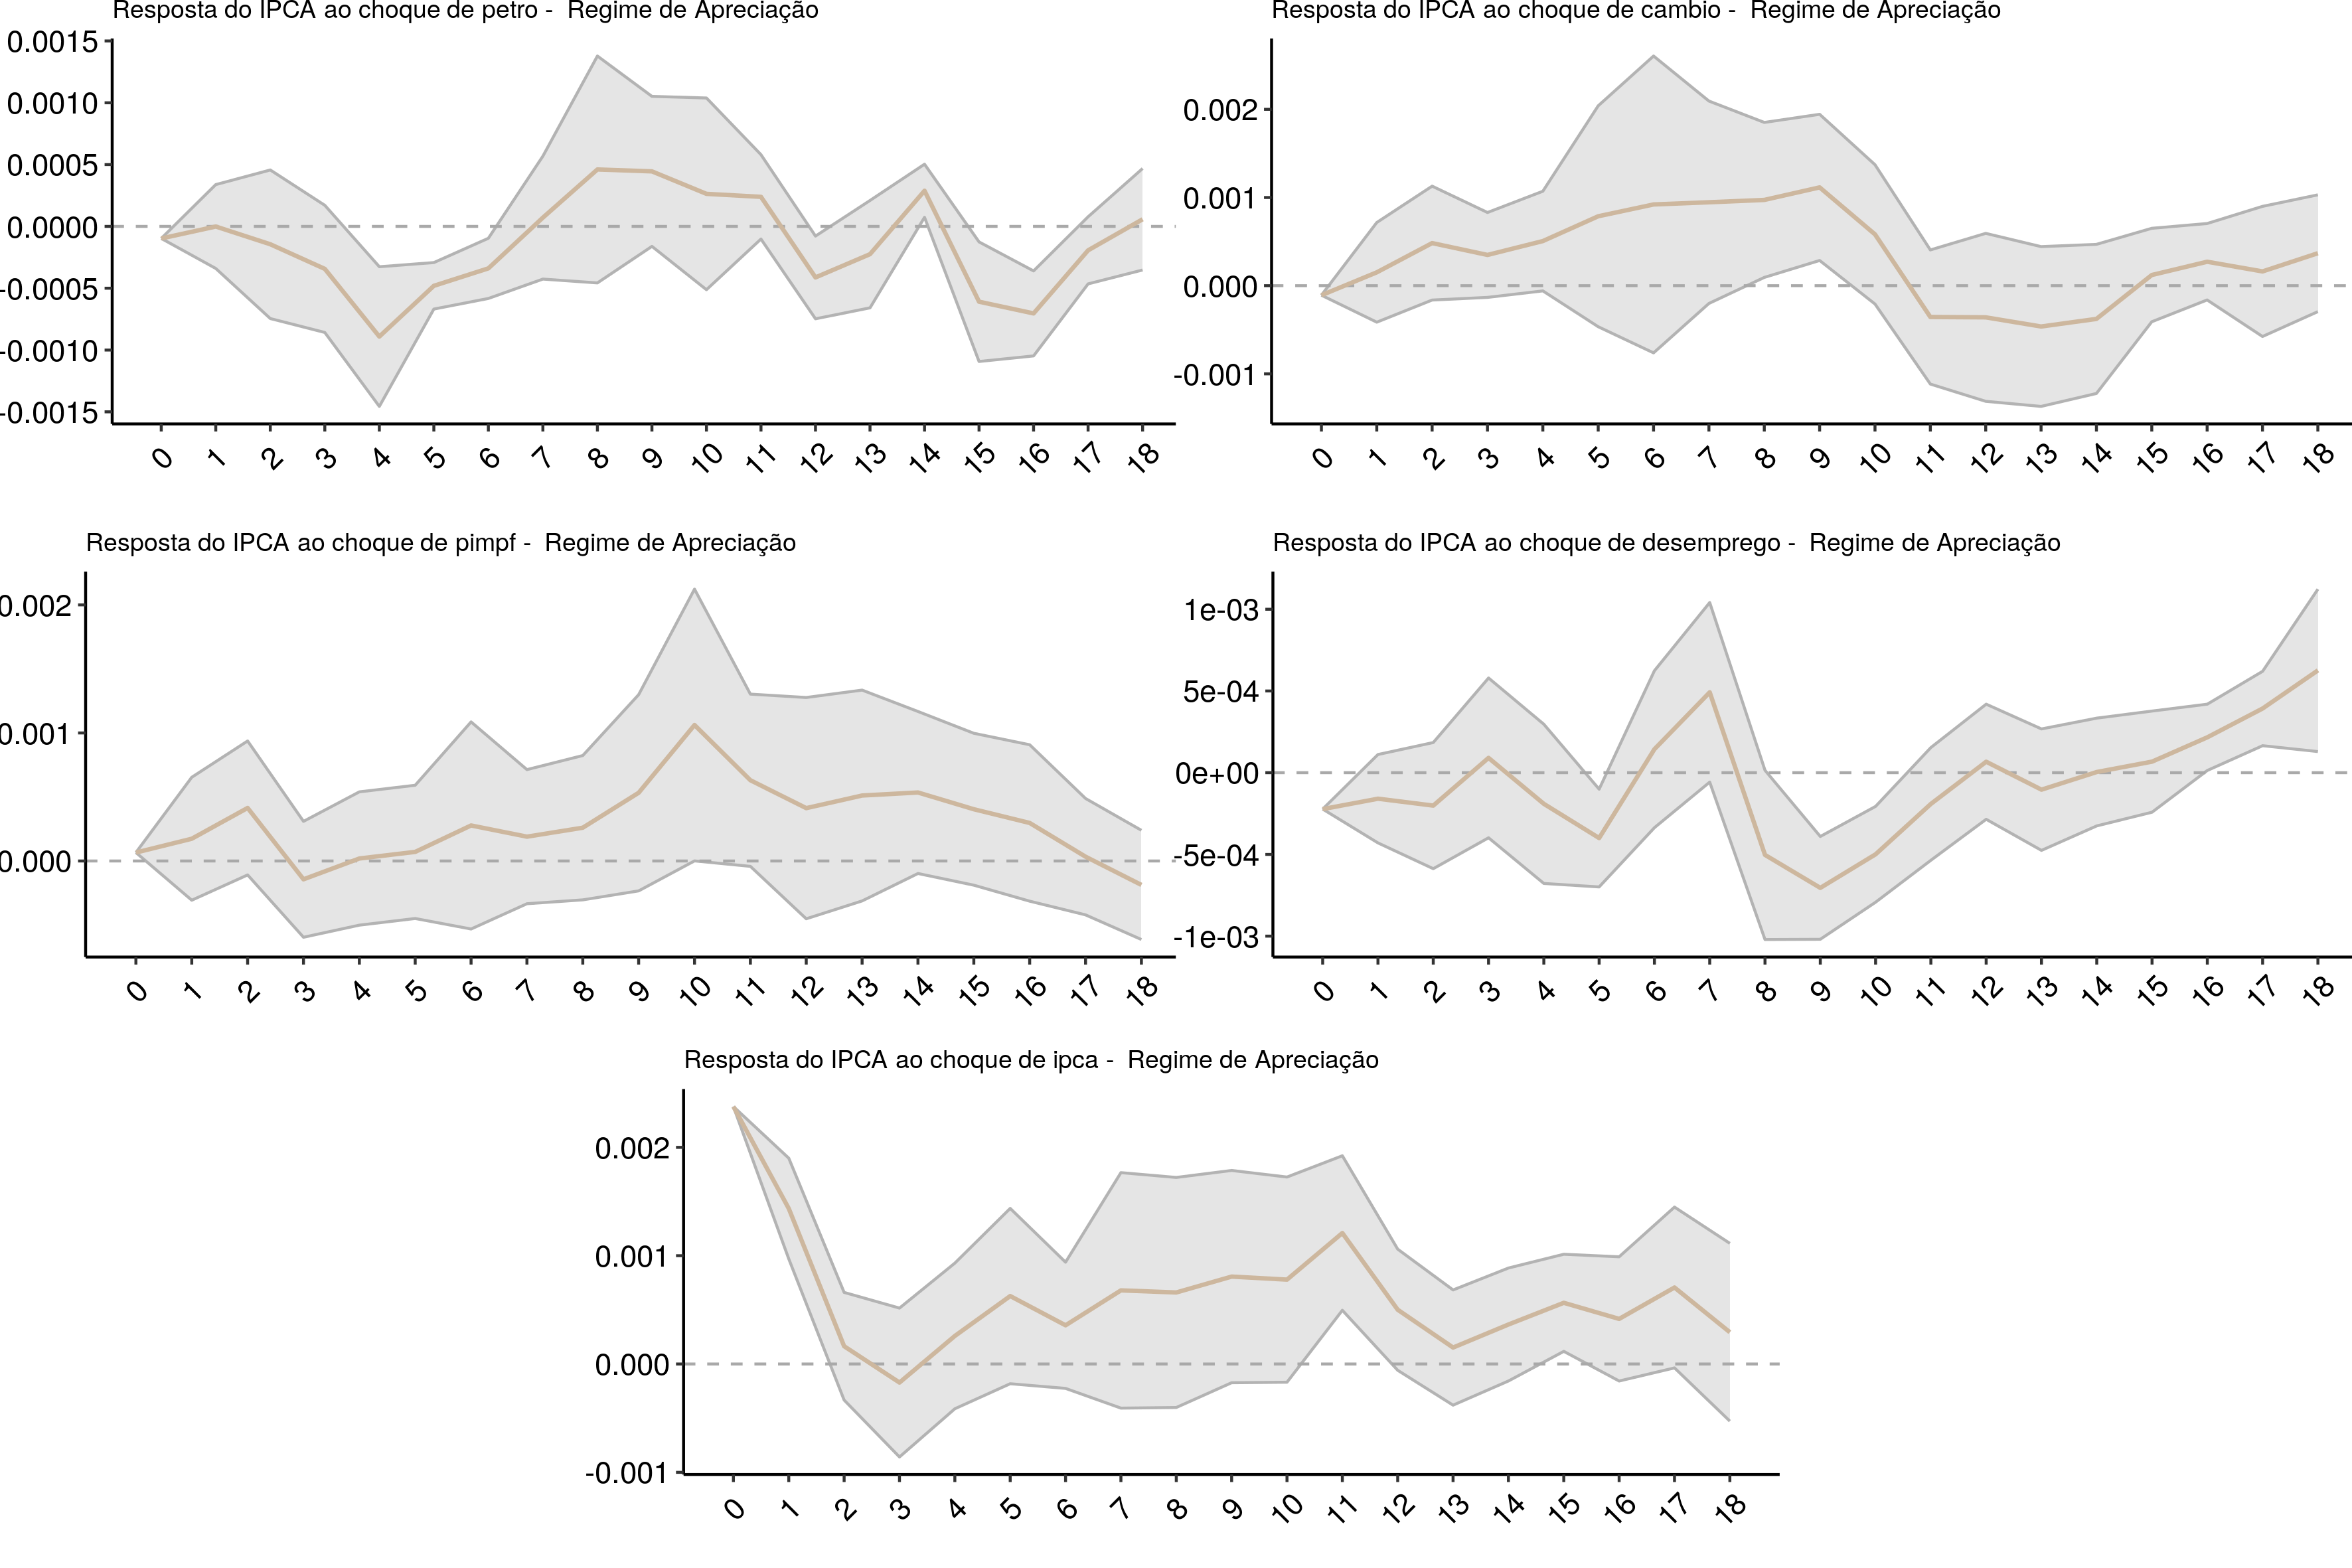 Resposta do IPCA ao choque de petro - Regime de Apreciação
0.0015
0.0010
0.0005
0.0000
-0.0005
-0.0010
-0.0015
0 1 2 3 4 5 6 7 8 9 10 11 12 13 14 15 16 17 18
Resposta do IPCA ao choque de cambio - Regime de Apreciação
0.002
0.001
0.000
-0.001
0 1 2 3 4 5 6 7 8 9 10 11 12 13 14 15 16 17 18
Resposta do IPCA ao choque de pimpf - Regime de Apreciação
0.002
0.001
0.000
0 1 2 3 4 5 6 7 8 9 10 11 12 13 14 15 16 17 18
Resposta do IPCA ao choque de desemprego - Regime de Apreciação
1e-03
5e-04
0e+00
-5e-04
-1e-03
0 1 2 3 4 5 6 7 8 9 10 11 12 13 14 15 16 17 18
Resposta do IPCA ao choque de ipca - Regime de Apreciação
0.002
0.001
0.000
-0.001
0 1 2 3 4 5 6 7 8 9 10 11 12 13 14 15 16 17 18